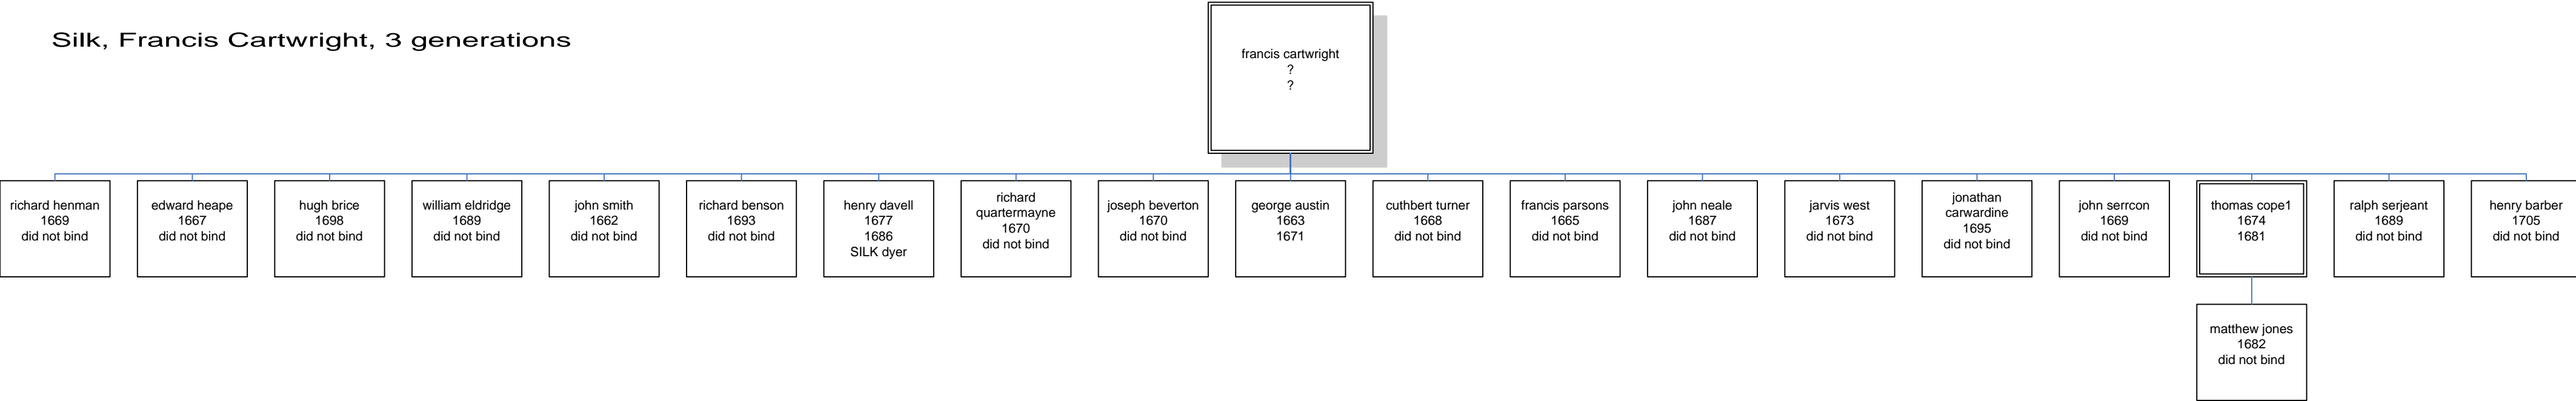 Silk, Francis Cartwright, 3 generations
francis cartwright
?
?
richard henman
1669
did not bind
edward heape
1667
did not bind
hugh brice
1698
did not bind
william eldridge
1689
did not bind
john smith
1662
did not bind
richard benson
1693
did not bind
henry davell
1677
1686
SILK dyer
richard
quartermayne
1670
did not bind
joseph beverton
1670
did not bind
george austin
1663
1671
cuthbert turner
1668
did not bind
francis parsons
1665
did not bind
john neale
1687
did not bind
jarvis west
1673
did not bind
jonathan
carwardine
1695
did not bind
john serrcon
1669
did not bind
thomas cope1
1674
1681
ralph serjeant
1689
did not bind
henry barber
1705
did not bind
matthew jones
1682
did not bind